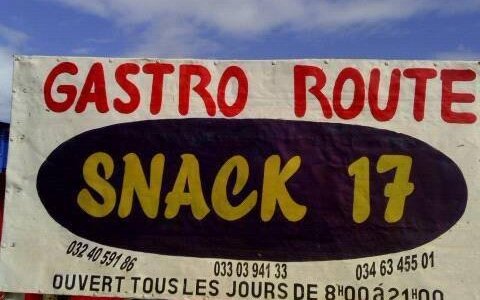 GASTRO ROUTE
SNACK 17
032 40 591 86 033 03 941 33 034 63 455 01
OUVERT TOUS LES JOURS DE 8H00 à 21H00